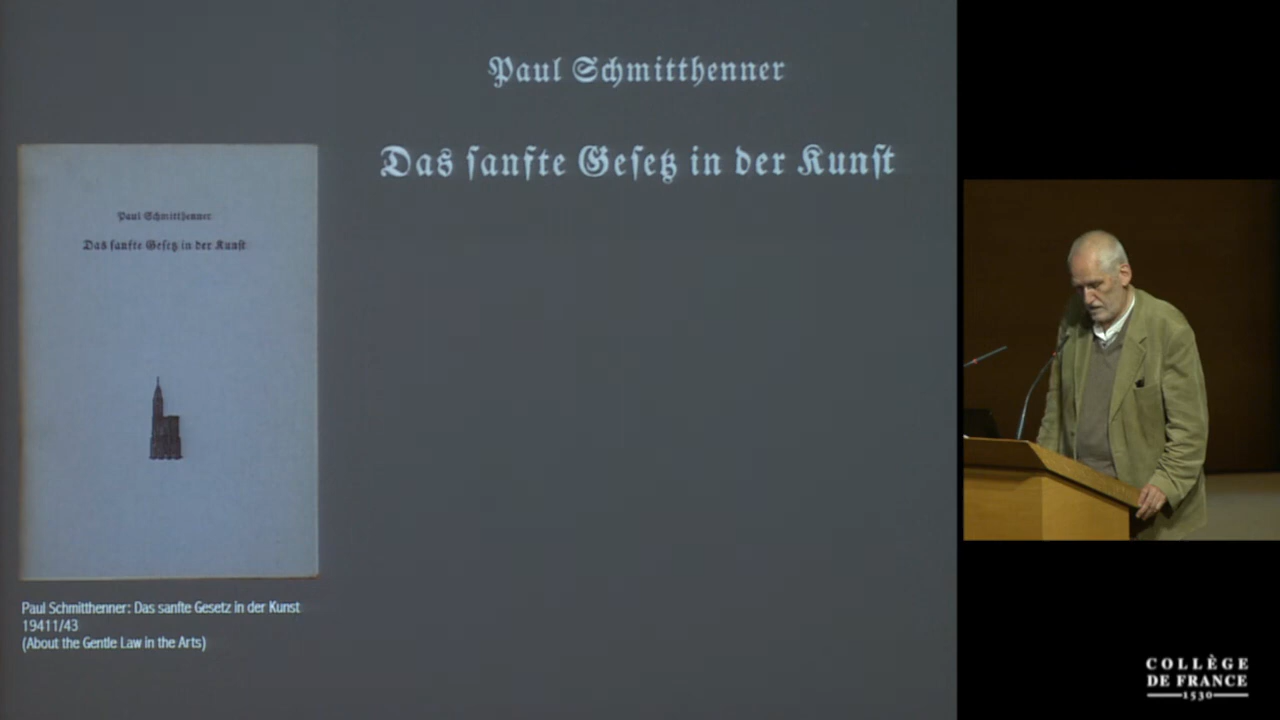 Paul Schmitthenner
Das sanfte Gesetz in der Kunst
Paul Schmitthenner
Das sanfte Gesetz in der Kunst
Paul Schmitthenner: Das sanfte Gesetz in der Kunst
19411/43
(About the Gentle Law in the Arts)
COLLÈGE
DE FRANCE
1530